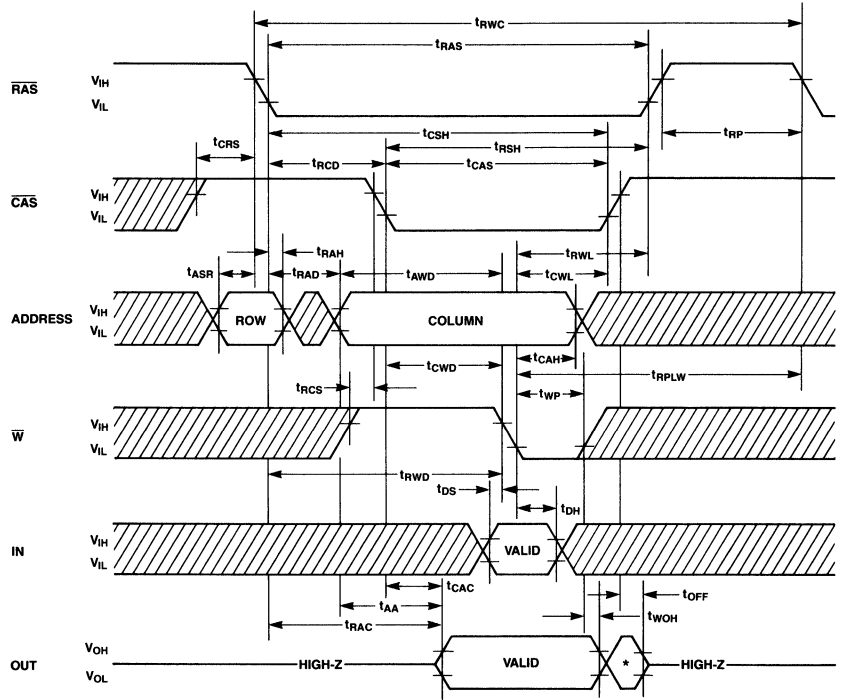 tRWC
tRAS
RAS
VIH
VIL
tCSH
tRP
tCRS
tRSH
tRCD
tCAS
CAS
VIH
VIL
tRAH
tRWL
tASR
tRAD
tAWD
tCWL
ADDRESS
VIH
VIL
ROW
COLUMN
tCWD
tCAH
tRPLW
tRCS
tWP
W
VIH
VIL
tRWD
tDS
tDH
IN
VIH
VIL
VALID
tCAC
tOFF
tAA
tWOH
tRAC
OUT
VOH
VOL
HIGH-Z
VALID
*
HIGH-Z